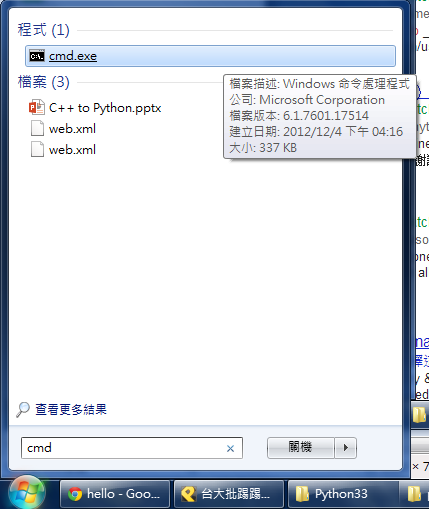 程式 (1)
cmd.exe
檔案 (3)
C++ to Python.pptx
web.xml
web.xml
檔案描述: Windows 命令處理程式
公司: Microsoft Corporation
檔案版本: 6.1.7601.17514
建立日期: 2012/12/4 下午 04:16
大小: 337 KB
查看更多結果
cmd
關機
hello - Goo...
台大批踢踢...
Python33